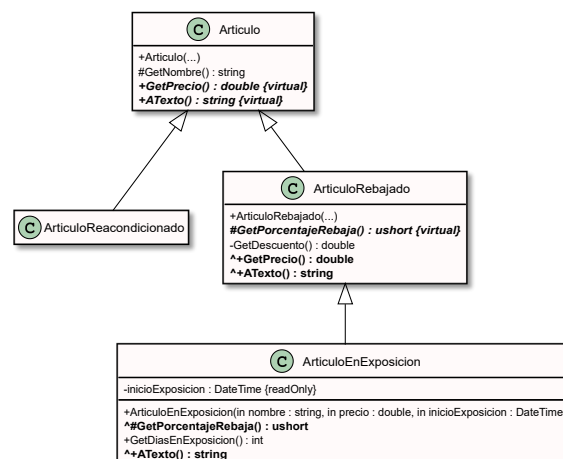 C Articulo
+Articulo(...)
#GetNombre() : string
+GetPrecio() : double {virtual}
+ATexto() : string {virtual}
C ArticuloReacondicionado
C ArticuloRebajado
+ArticuloRebajado(...)
#GetPorcentajeRebaja() : ushort {virtual}
-GetDescuento() : double
^+GetPrecio() : double
^+ATexto() : string
C ArticuloEnExposicion
-inicioExposicion : DateTime {readOnly}
+ArticuloEnExposicion(in nombre : string, in precio : double, in inicioExposicion : DateTime
^#GetPorcentajeRebaja() : ushort
+GetDiasEnExposicion() : int
^+ATexto() : string